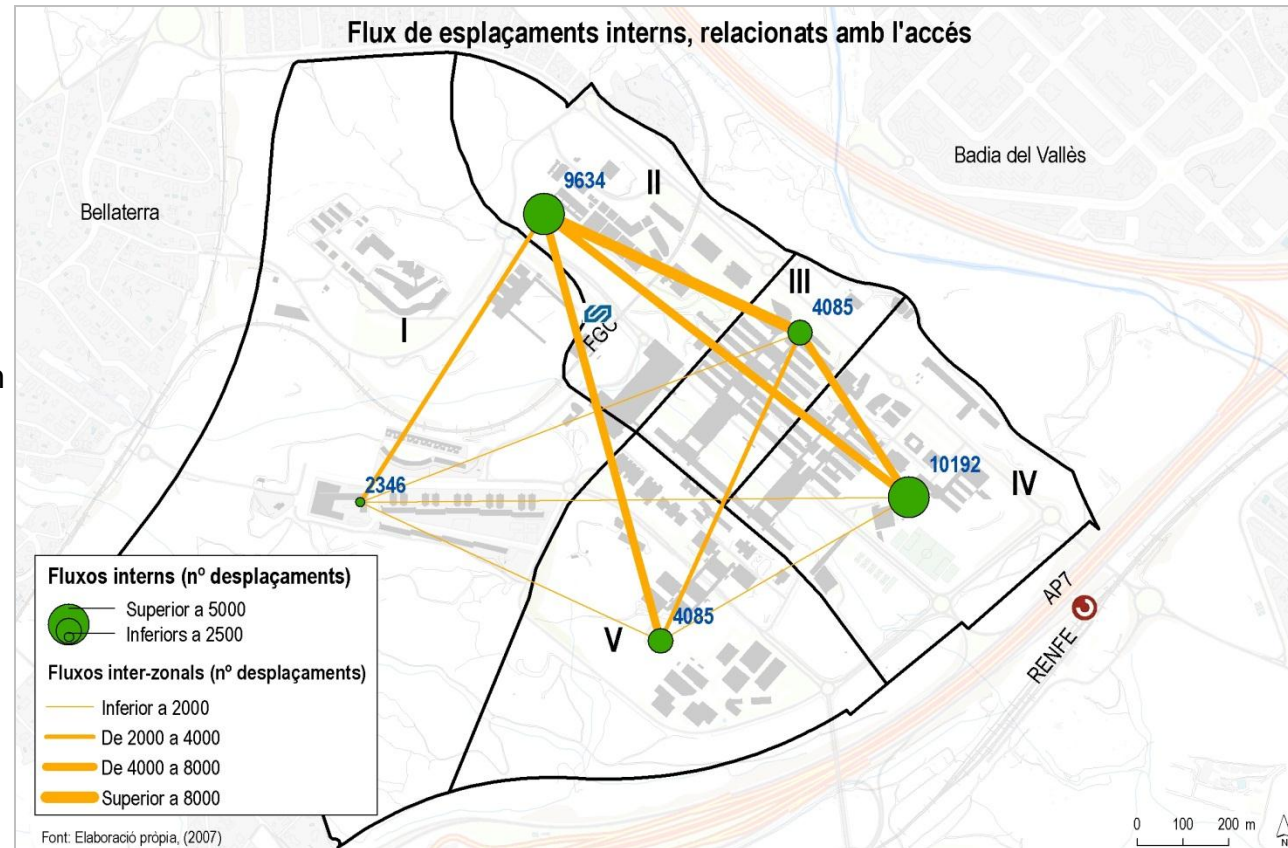 Flux de esplaçaments interns, relacionats amb l'accés
Badia del Vallès
Bellaterra
9634
II
III
4085
I
FGC
10192
IV
2346
4085
V
AP7
RENFE
Fluxos interns (nº desplaçaments)
Superior a 5000
Inferiors a 2500
Fluxos inter-zonals (nº desplaçaments)
Inferior a 2000
De 2000 a 4000
De 4000 a 8000
Superior a 8000
Font: Elaboració pròpia, (2007)
0 100 200 m